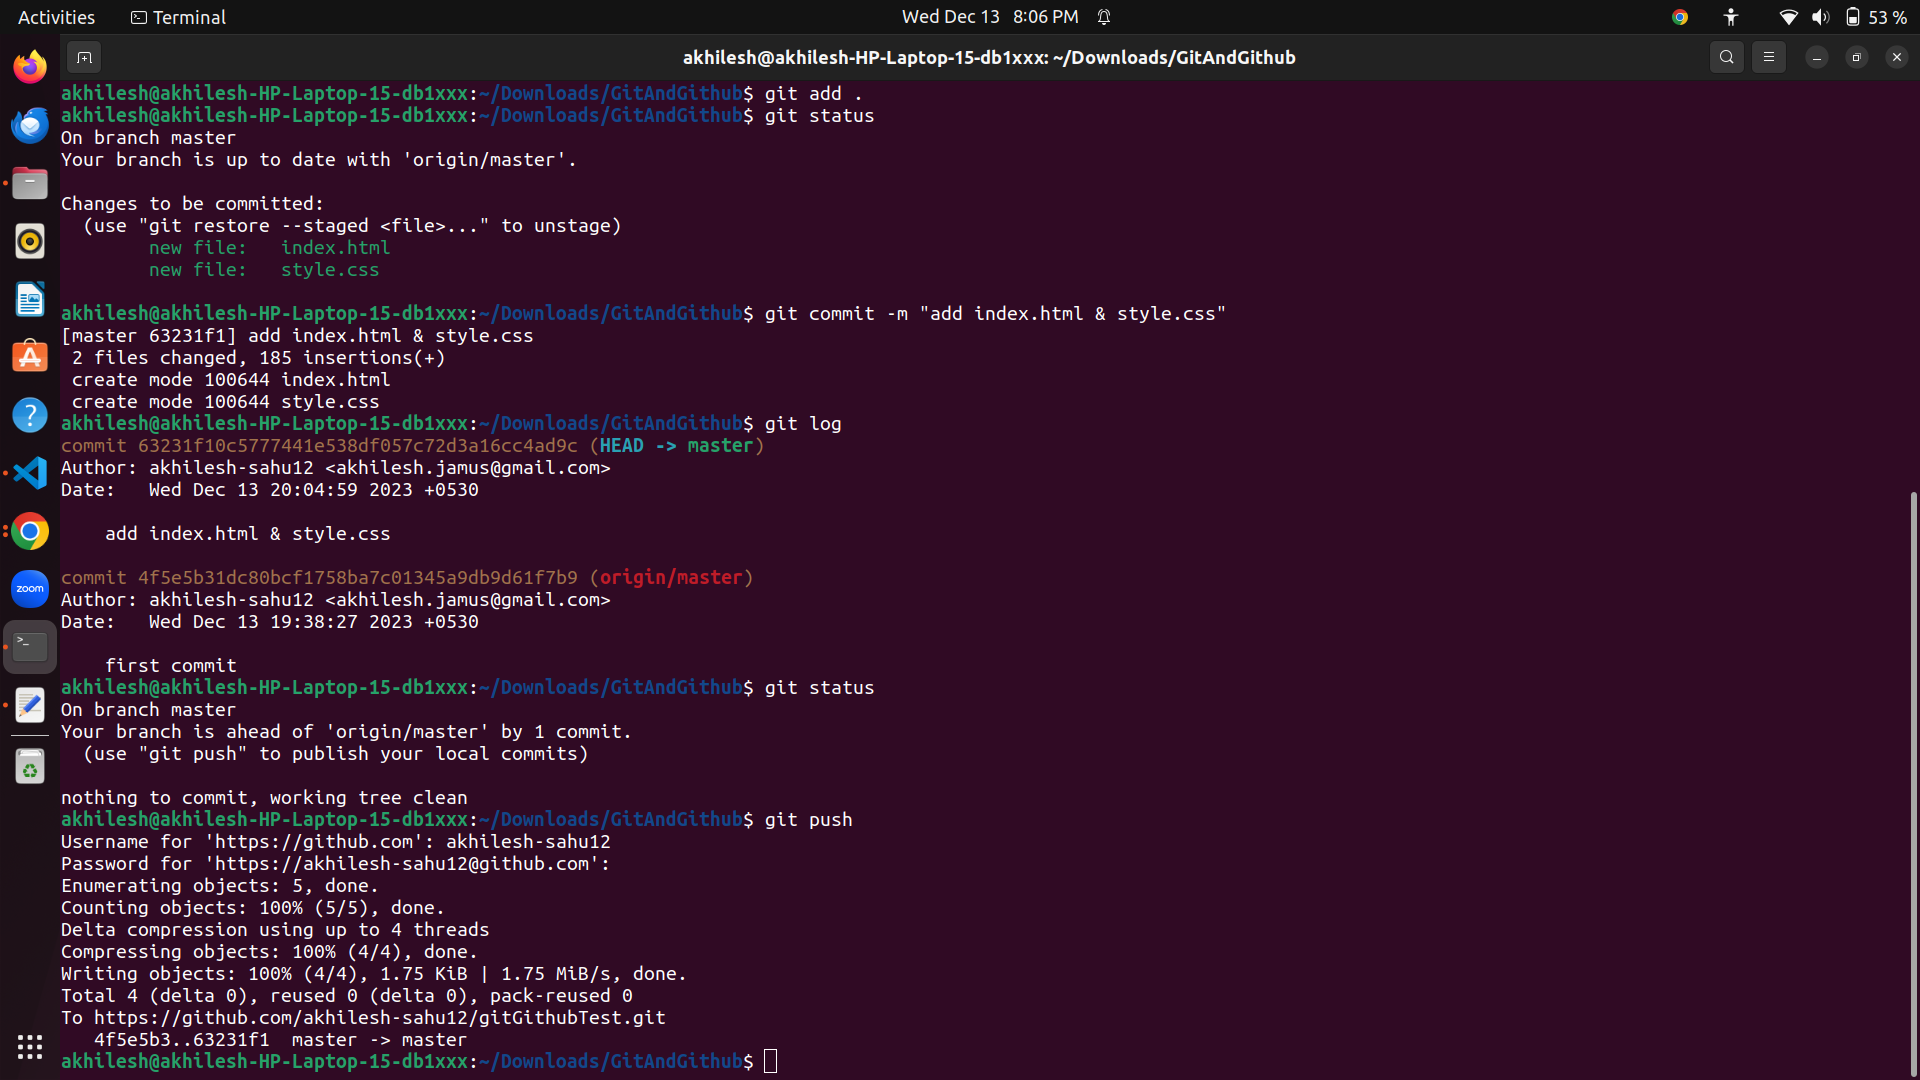 Activities
Terminal
Wed Dec 13 8:06 PM
53 %
akhilesh@akhilesh-HP-Laptop-15-db1xxx: ~/Downloads/GitAndGithub
akhilesh@akhilesh-HP-Laptop-15-db1xxx:~/Downloads/GitAndGithub$ git add .
akhilesh@akhilesh-HP-Laptop-15-db1xxx:~/Downloads/GitAndGithub$ git status
On branch master
Your branch is up to date with 'origin/master'.
Changes to be committed:
  (use "git restore --staged <file>..." to unstage)
        new file:   index.html
        new file:   style.css
akhilesh@akhilesh-HP-Laptop-15-db1xxx:~/Downloads/GitAndGithub$ git commit -m "add index.html & style.css"
[master 63231f1] add index.html & style.css
 2 files changed, 185 insertions(+)
 create mode 100644 index.html
 create mode 100644 style.css
akhilesh@akhilesh-HP-Laptop-15-db1xxx:~/Downloads/GitAndGithub$ git log
commit 63231f10c5777441e538df057c72d3a16cc4ad9c (HEAD -> master)
Author: akhilesh-sahu12 <akhilesh.jamus@gmail.com>
Date:   Wed Dec 13 20:04:59 2023 +0530
    add index.html & style.css
commit 4f5e5b31dc80bcf1758ba7c01345a9db9d61f7b9 (origin/master)
Author: akhilesh-sahu12 <akhilesh.jamus@gmail.com>
Date:   Wed Dec 13 19:38:27 2023 +0530
    first commit
akhilesh@akhilesh-HP-Laptop-15-db1xxx:~/Downloads/GitAndGithub$ git status
On branch master
Your branch is ahead of 'origin/master' by 1 commit.
  (use "git push" to publish your local commits)
nothing to commit, working tree clean
akhilesh@akhilesh-HP-Laptop-15-db1xxx:~/Downloads/GitAndGithub$ git push
Username for 'https://github.com': akhilesh-sahu12
Password for 'https://akhilesh-sahu12@github.com':
Enumerating objects: 5, done.
Counting objects: 100% (5/5), done.
Delta compression using up to 4 threads
Compressing objects: 100% (4/4), done.
Writing objects: 100% (4/4), 1.75 KiB | 1.75 MiB/s, done.
Total 4 (delta 0), reused 0 (delta 0), pack-reused 0
To https://github.com/akhilesh-sahu12/gitGithubTest.git
   4f5e5b3..63231f1  master -> master
akhilesh@akhilesh-HP-Laptop-15-db1xxx:~/Downloads/GitAndGithub$
zoom